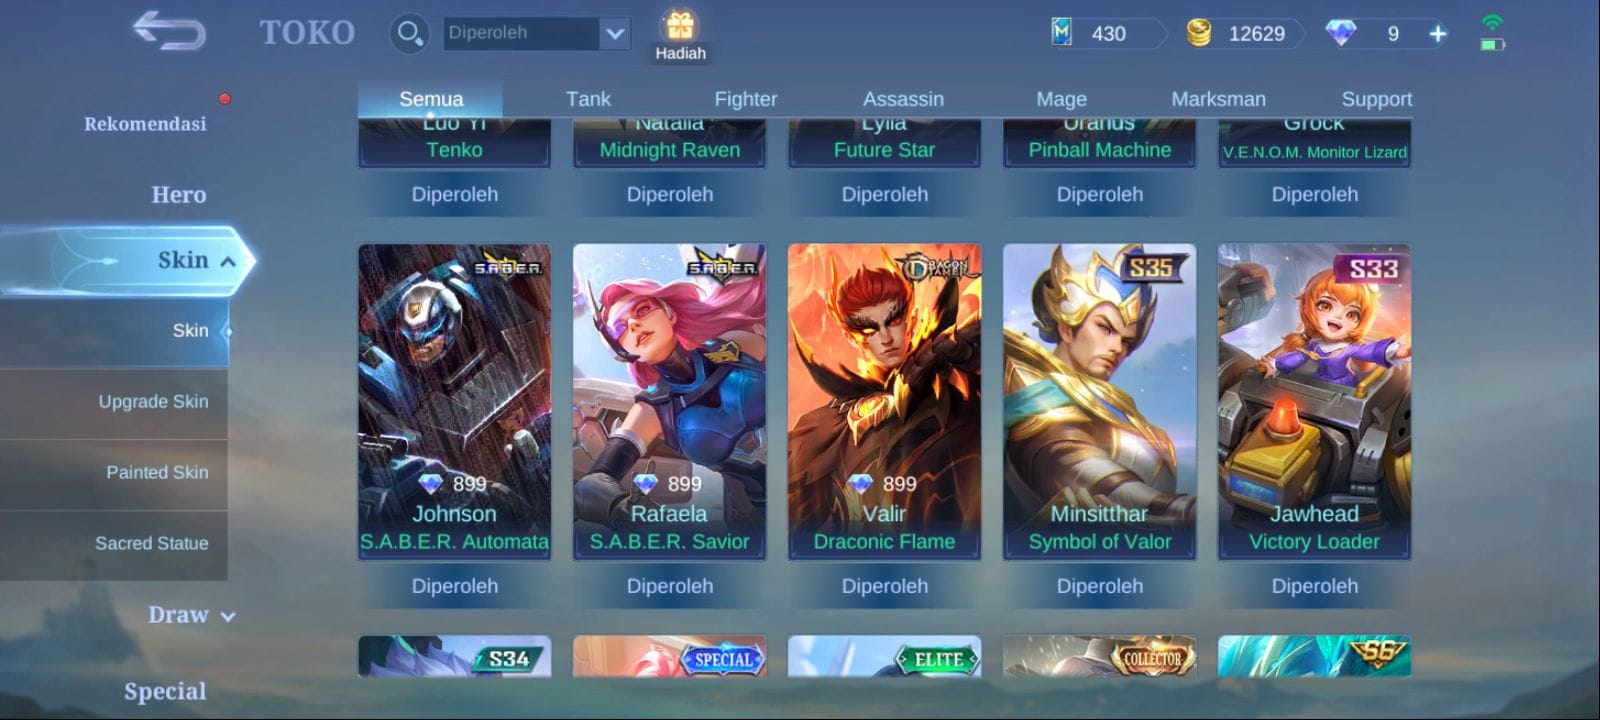 TOKO
Diperoleh
Hadiah
430
12629
9
Rekomendasi
Hero
Skin
Skin
Upgrade Skin
Painted Skin
Sacred Statue
Draw
Special
Semua
Tank
Fighter
Assassin
Mage
Marksman
Support
Luo Yi
Natalia
Lylia
Uranus
Grock
Tenko
Midnight Raven
Future Star
Pinball Machine
V.E.N.O.M. Monitor Lizard
Diperoleh
Diperoleh
Diperoleh
Diperoleh
Diperoleh
S.A.B.E.R.
S.A.B.E.R.
DRAGON TAMER
S35
S33
899
899
899
Johnson
Rafaela
Valir
Minsitthar
Jawhead
S.A.B.E.R. Automata
S.A.B.E.R. Savior
Draconic Flame
Symbol of Valor
Victory Loader
Diperoleh
Diperoleh
Diperoleh
Diperoleh
Diperoleh
S34
SPECIAL
ELITE
COLLECTOR